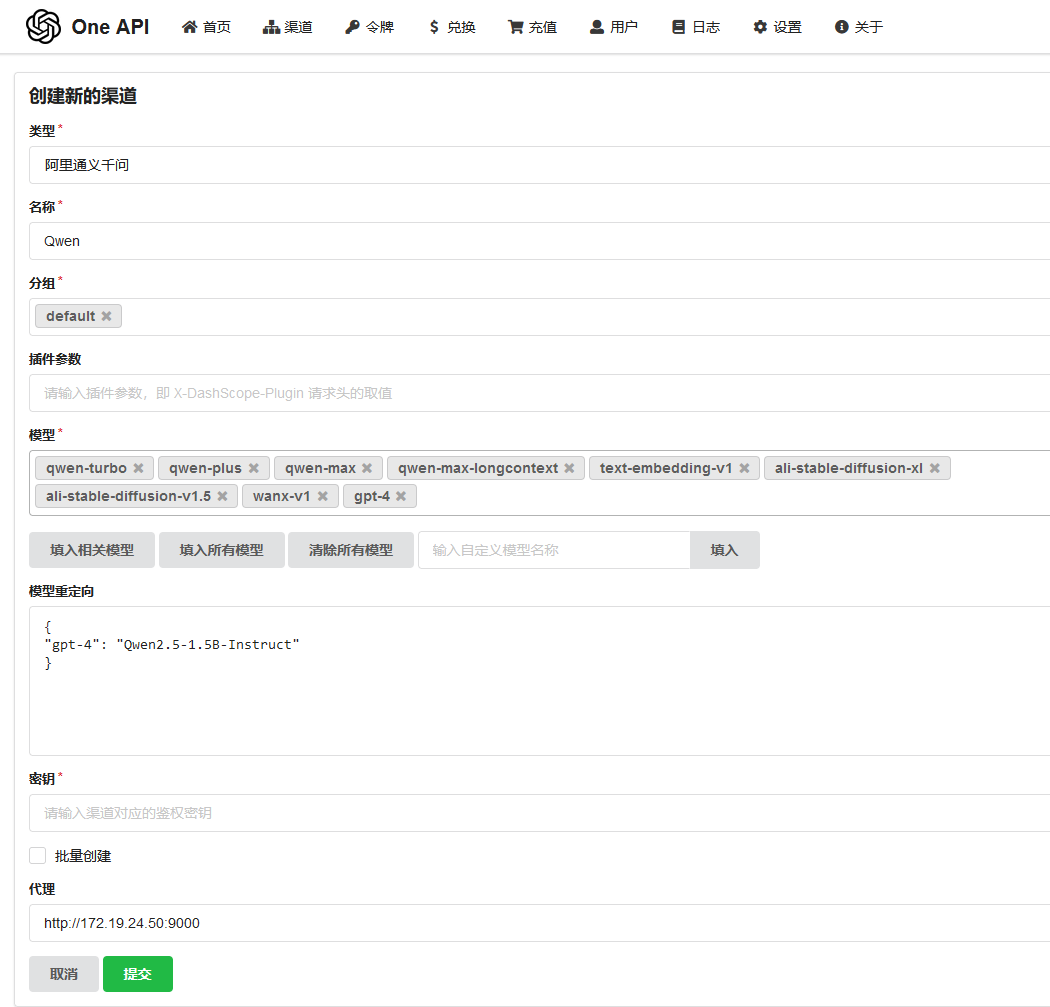 One API 首页 渠道 令牌 兑换 充值 用户 日志 设置 关于
创建新的渠道
类型*
阿里通义千问
名称*
Qwen
分组*
default
插件参数
请输入插件参数，即 X-DashScope-Plugin 请求头的取值
模型*
qwen-turbo qwen-plus qwen-max qwen-max-longcontext text-embedding-v1 ali-stable-diffusion-xl
ali-stable-diffusion-v1.5 wanx-v1 gpt-4
填入相关模型 填入所有模型 清除所有模型 输入自定义模型名称 填入
模型重定向
{
"gpt-4": "Qwen2.5-1.5B-Instruct"
}
密钥*
请输入渠道对应的鉴权密钥
批量创建
代理
http://172.19.24.50:9000
取消 提交